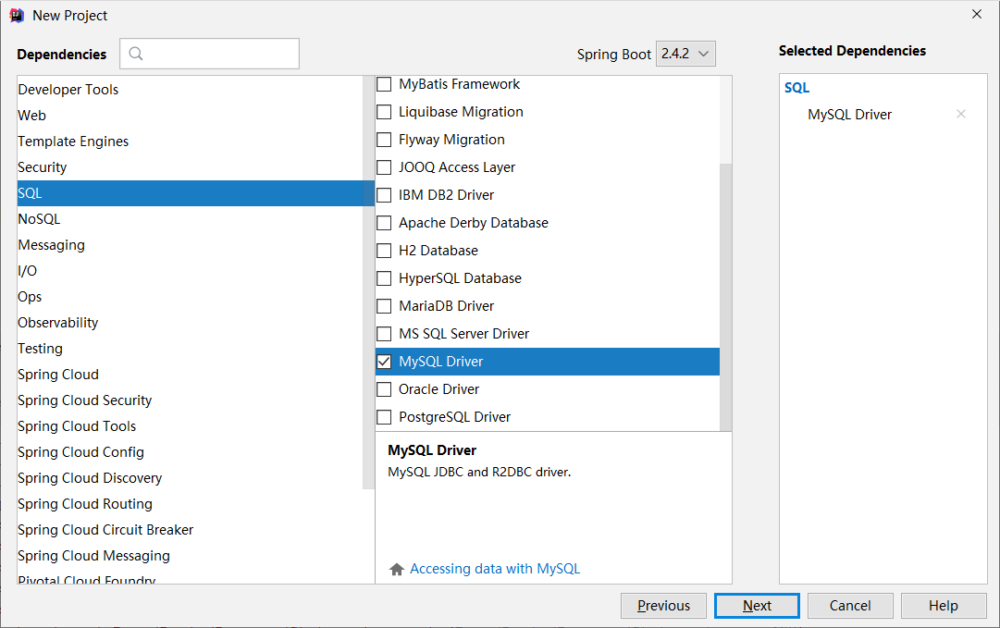 New Project
Dependencies
Spring Boot 2.4.2
Selected Dependencies
Developer Tools
Web
Template Engines
Security
SQL
NoSQL
Messaging
I/O
Ops
Observability
Testing
Spring Cloud
Spring Cloud Security
Spring Cloud Tools
Spring Cloud Config
Spring Cloud Discovery
Spring Cloud Routing
Spring Cloud Circuit Breaker
Spring Cloud Messaging
Pivotal Cloud Foundry
MyBatis Framework
Liquibase Migration
Flyway Migration
JOOQ Access Layer
IBM DB2 Driver
Apache Derby Database
H2 Database
HyperSQL Database
MariaDB Driver
MS SQL Server Driver
MySQL Driver
Oracle Driver
PostgreSQL Driver
MySQL Driver
MySQL JDBC and R2DBC driver.
Accessing data with MySQL
SQL
MySQL Driver
Previous
Next
Cancel
Help